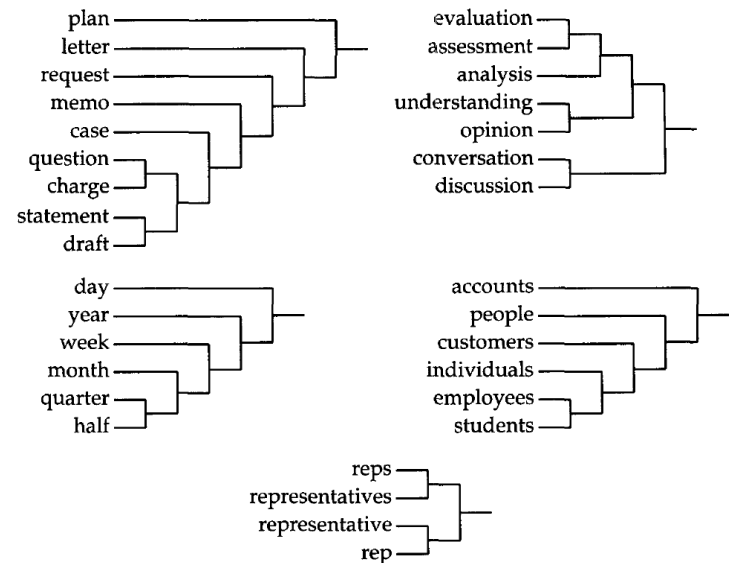 plan
letter
request
memo
case
question
charge
statement
draft
evaluation
assessment
analysis
understanding
opinion
conversation
discussion
day
year
week
month
quarter
half
accounts
people
customers
individuals
employees
students
reps
representatives
representative
rep